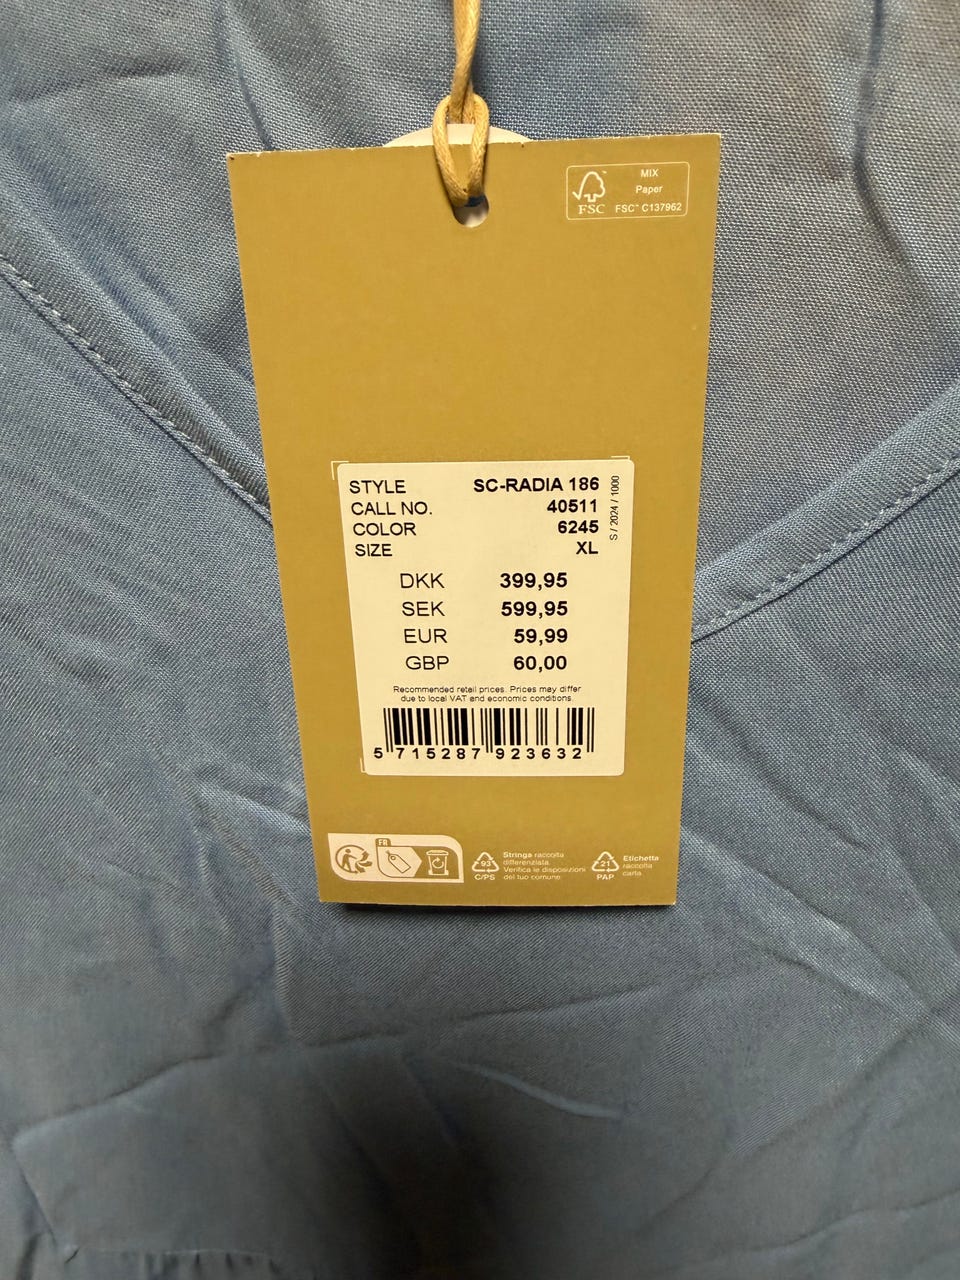 MIX
Paper
FSC FSC™ C137962
STYLE SC-RADIA 186
CALL NO. 40511
COLOR 6245
SIZE XL
S / 2024 / 1000
DKK 399,95
SEK 599,95
EUR 59,99
GBP 60,00
Recommended retail prices. Prices may differ
due to local VAT and economic conditions.
5 715287 923632
FR
93
C/PS
Stringa raccolta
differenziata.
Verifica le disposizioni
del tuo comune.
21
PAP
Etichetta
raccolta
carta